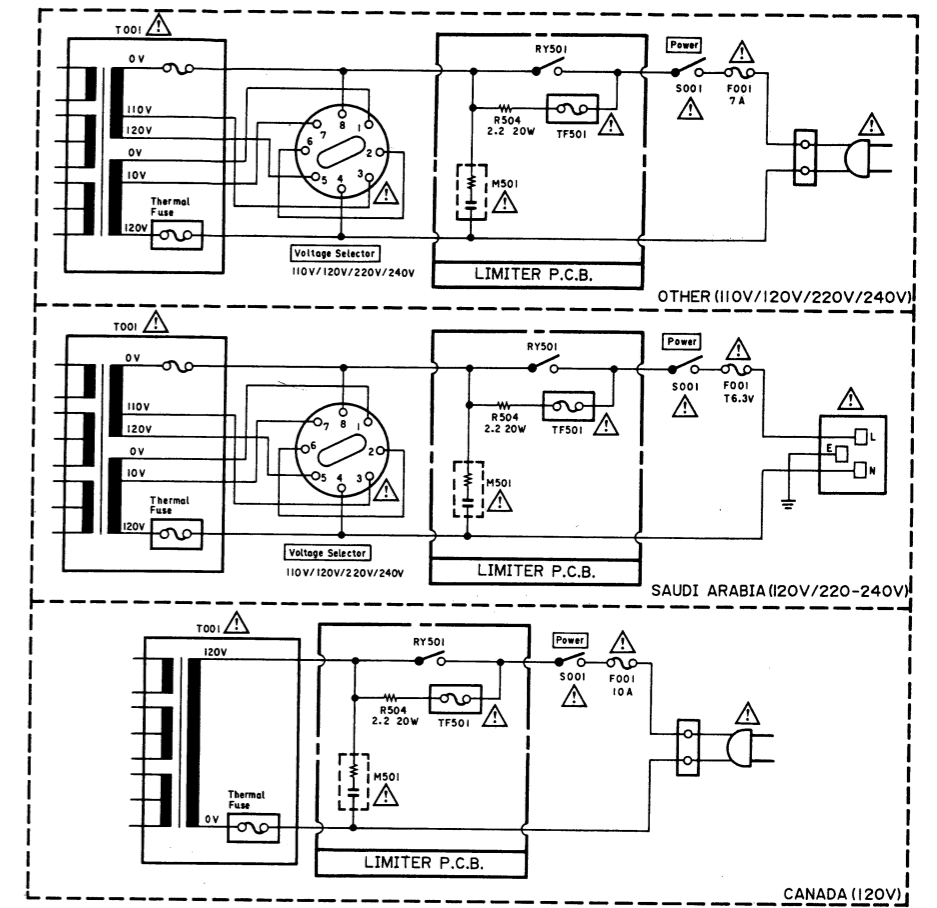 T001
0V
110V
120V
0V
10V
120V
Thermal
Fuse
8
1
7
2
6
3
5
4
Voltage Selector
110V/120V/220V/240V
RY501
R504
2.2 20W
TF501
M501
LIMITER P.C.B.
Power
S001
F001
7A
OTHER (110V/120V/220V/240V)
T001
0V
110V
120V
0V
10V
120V
Thermal
Fuse
8
1
7
2
6
3
5
4
Voltage Selector
110V/120V/220V/240V
RY501
R504
2.2 20W
TF501
M501
LIMITER P.C.B.
Power
S001
F001
T6.3V
L
E
N
SAUDI ARABIA (120V/220-240V)
T001
120V
0V
Thermal
Fuse
RY501
R504
2.2 20W
TF501
M501
LIMITER P.C.B.
Power
S001
F001
10A
CANADA (120V)